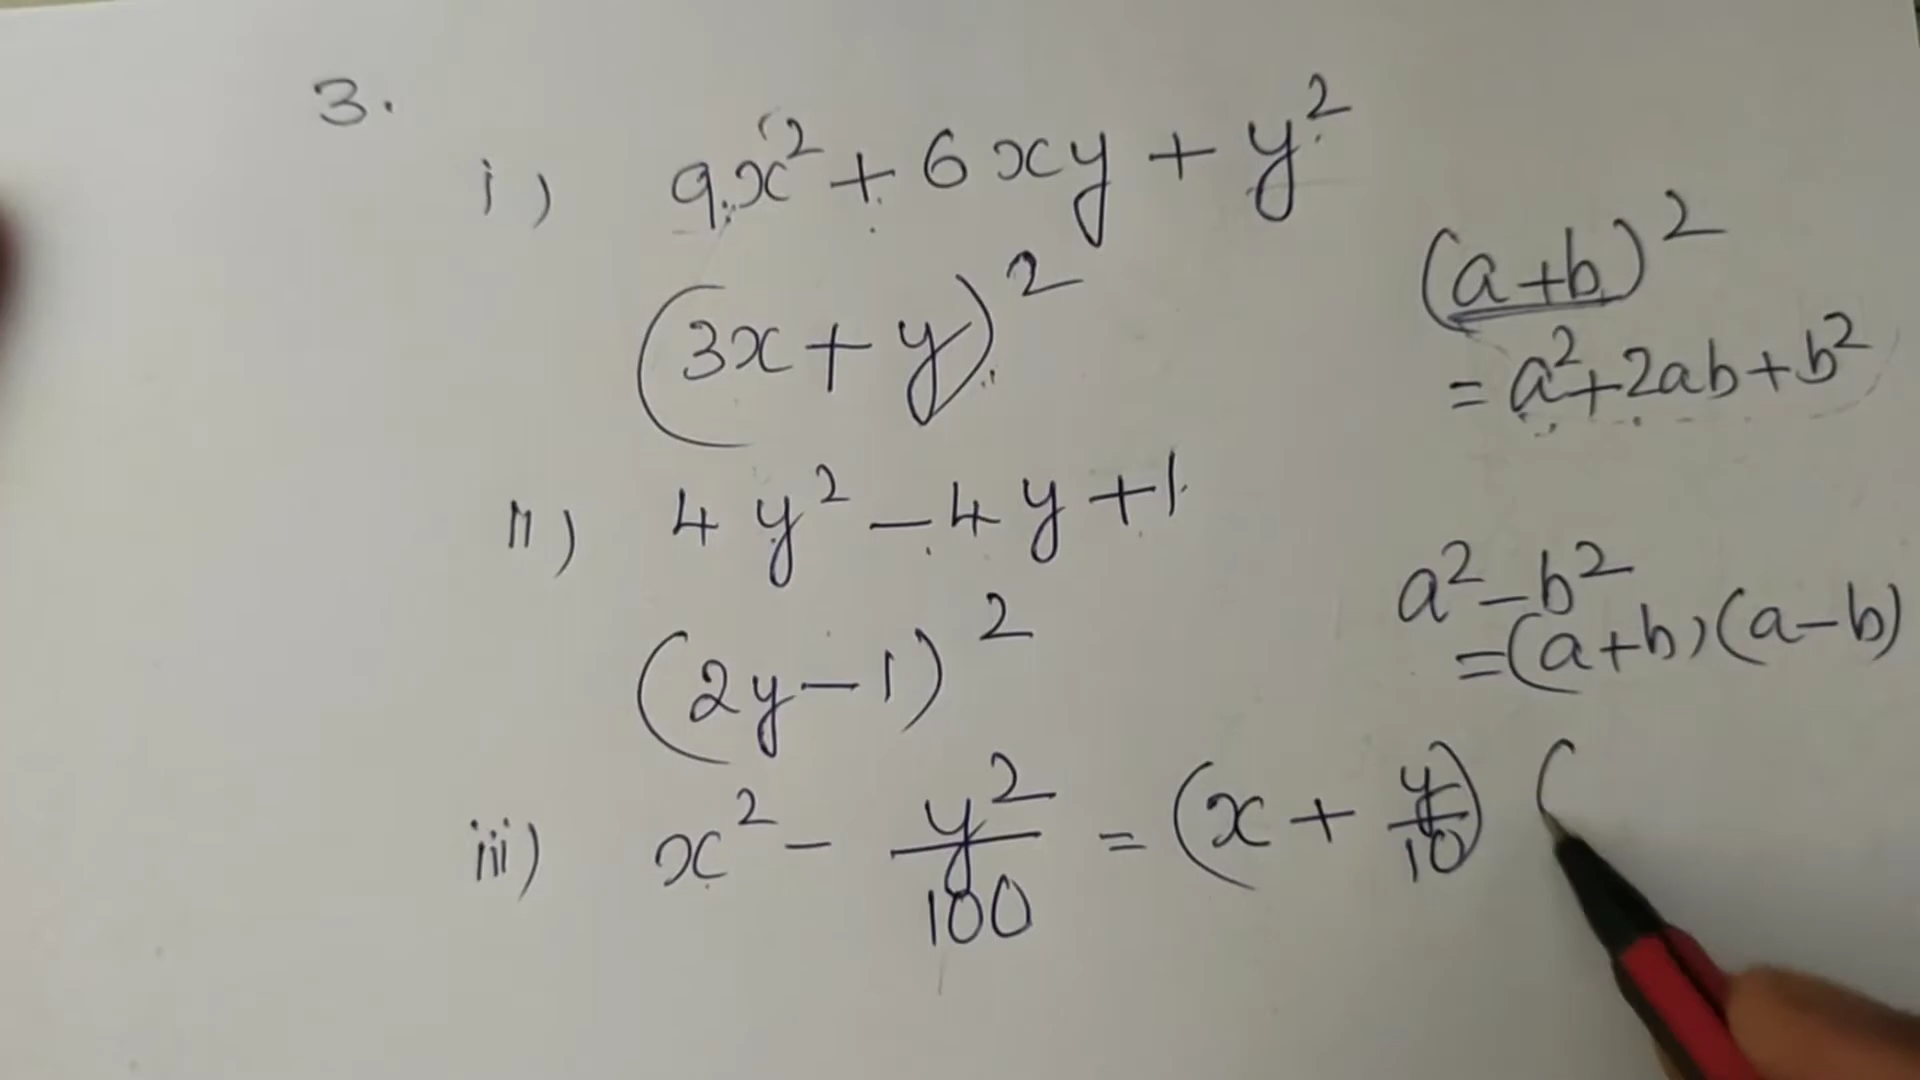 3.
i) 9x² + 6xy + y²
(3x + y)²
(a+b)²
= a² + 2ab + b²
ii) 4y² - 4y + 1
(2y - 1)²
a² - b²
= (a+b) (a-b)
iii) x² - y²/100 = (x + y/10) (